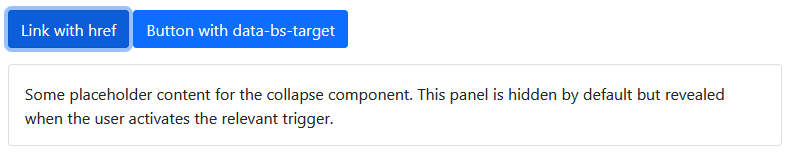 Link with href
Button with data-bs-target
Some placeholder content for the collapse component. This panel is hidden by default but revealed
when the user activates the relevant trigger.